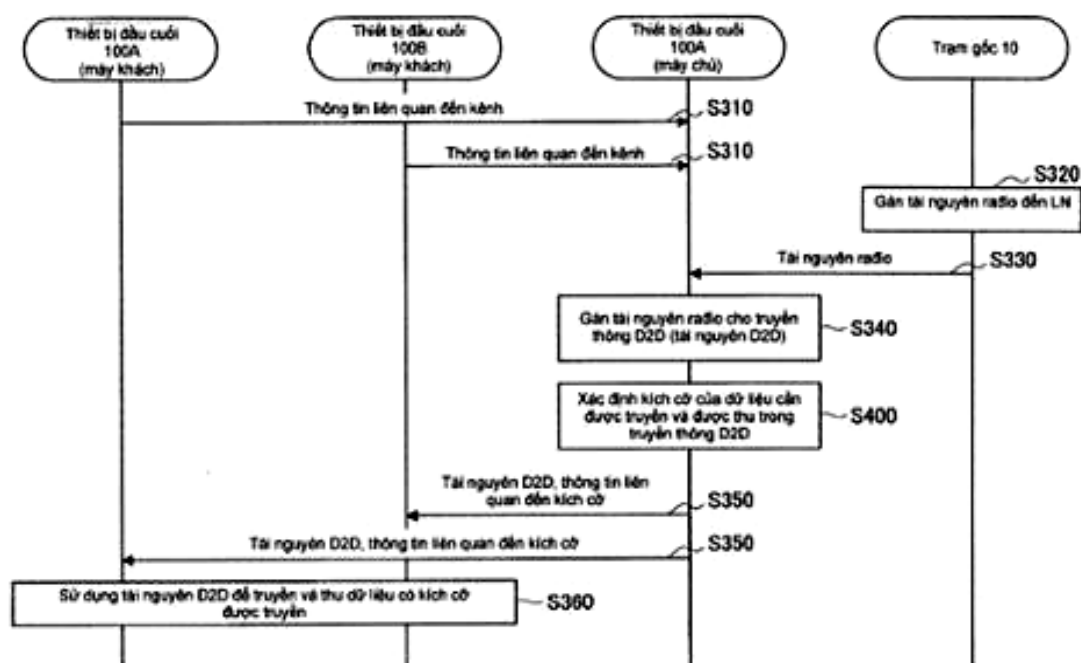 Thiết bị đầu cuối
100A
(máy khách)
Thiết bị đầu cuối
100B
(máy khách)
Thiết bị đầu cuối
100A
(máy chủ)
Trạm gốc 10
Thông tin liên quan đến kênh
S310
Thông tin liên quan đến kênh
S310
S320
Gán tài nguyên radio đến LN
Tài nguyên radio
S330
Gán tài nguyên radio cho truyền
thông D2D (tài nguyên D2D)
S340
Xác định kích cỡ của dữ liệu cần
được truyền và được thu trong
truyền thông D2D
S400
Tài nguyên D2D, thông tin liên
quan đến kích cỡ
S350
Tài nguyên D2D, thông tin liên quan đến kích cỡ
S350
Sử dụng tài nguyên D2D để truyền và thu dữ liệu có kích cỡ
được truyền
S360